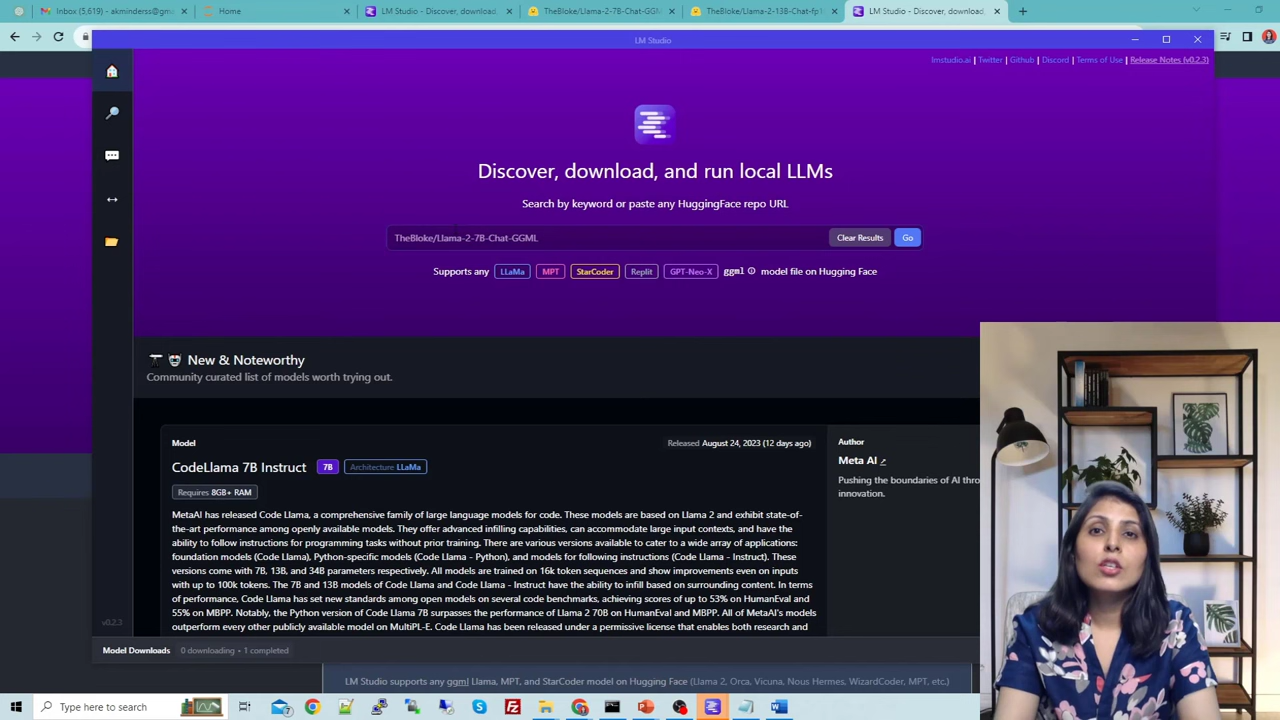 Inbox (5,619) - akminderss@gm
Home
LM Studio - Discover, download,
TheBloke/Llama-2-7B-Chat-GGM
TheBloke/Llama-2-13B-Chat-fp1
LM Studio - Discover, download,
LM Studio
lmstudio.ai | Twitter | Github | Discord | Terms of Use | Release Notes (v0.2.3)
Discover, download, and run local LLMs
Search by keyword or paste any HuggingFace repo URL
TheBloke/Llama-2-7B-Chat-GGML
Clear Results
Go
Supports any LLaMa MPT StarCoder Replit GPT-Neo-X ggml model file on Hugging Face
New & Noteworthy
Community curated list of models worth trying out.
Model
Released August 24, 2023 (12 days ago)
CodeLlama 7B Instruct 7B Architecture LLaMa
Requires 8GB+ RAM
MetaAI has released Code Llama, a comprehensive family of large language models for code. These models are based on Llama 2 and exhibit state-of-
the-art performance among openly available models. They offer advanced infilling capabilities, can accommodate large input contexts, and have the
ability to follow instructions for programming tasks without prior training. There are various versions available to cater to a wide array of applications:
foundation models (Code Llama), Python-specific models (Code Llama - Python), and models for following instructions (Code Llama - Instruct). These
versions come with 7B, 13B, and 34B parameters respectively. All models are trained on 16k token sequences and show improvements even on inputs
with up to 100k tokens. The 7B and 13B models of Code Llama and Code Llama - Instruct have the ability to infill based on surrounding content. In terms
of performance, Code Llama has set new standards among open models on several code benchmarks, achieving scores of up to 53% on HumanEval and
55% on MBPP. Notably, the Python version of Code Llama 7B surpasses the performance of Llama 2 70B on HumanEval and MBPP. All of MetaAI's models
outperform every other publicly available model on MultiPL-E. Code Llama has been released under a permissive license that enables both research and
Author
Meta AI
Pushing the boundaries of AI thro
innovation.
v0.2.3
Model Downloads 0 downloading • 1 completed
LM Studio supports any ggml Llama, MPT, and StarCoder model on Hugging Face (Llama 2, Orca, Vicuna, Nous Hermes, WizardCoder, MPT, etc.)
Type here to search